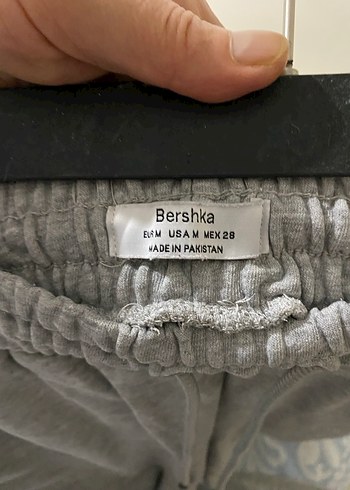 Bershka
EUR M USA M MEX 28
MADE IN PAKISTAN